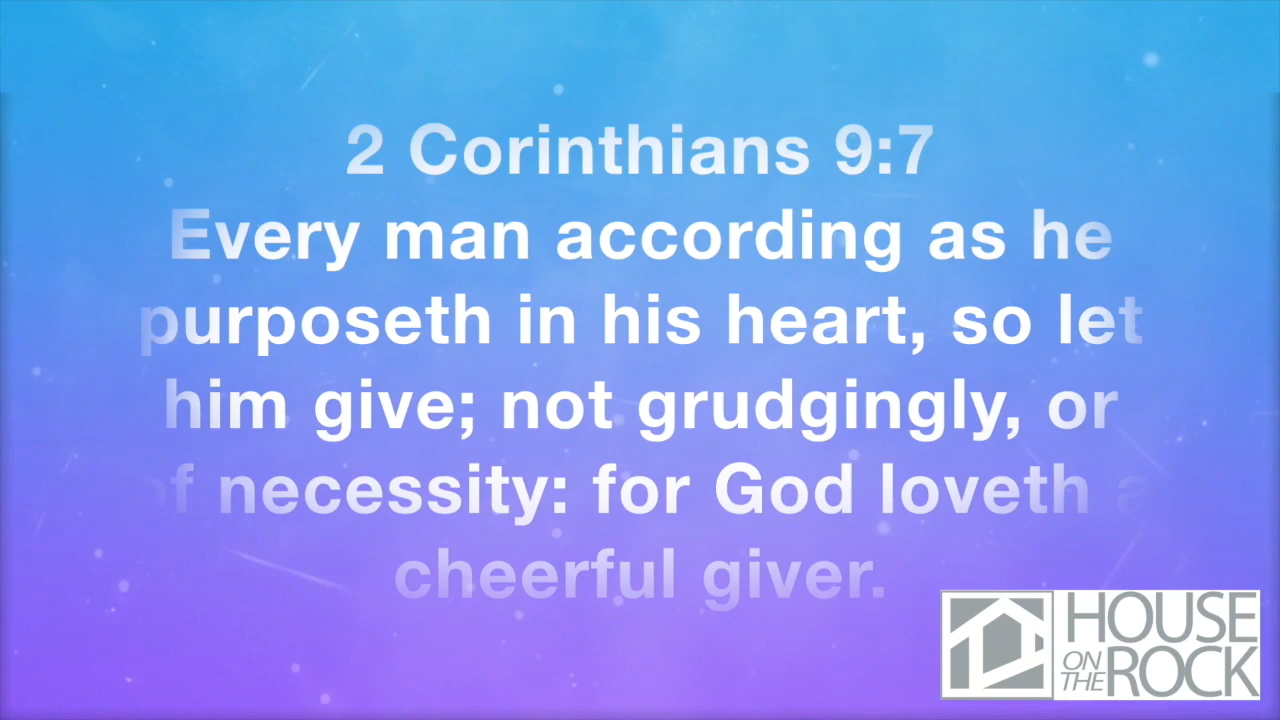 2 Corinthians 9:7
Every man according as he
purposeth in his heart, so let
him give; not grudgingly, or
of necessity: for God loveth a
cheerful giver.
HOUSE
ON THE ROCK